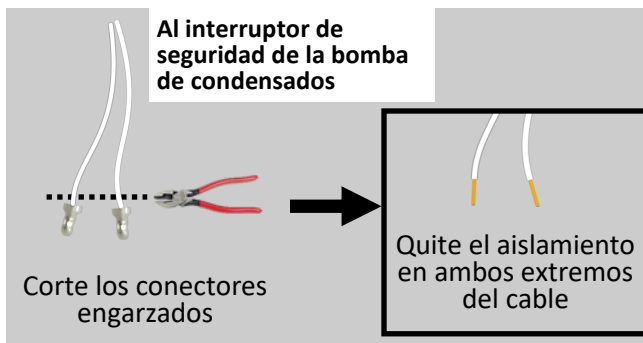 Al interruptor de
seguridad de la bomba
de condensados
Corte los conectores
engarzados
Quite el aislamiento
en ambos extremos
del cable